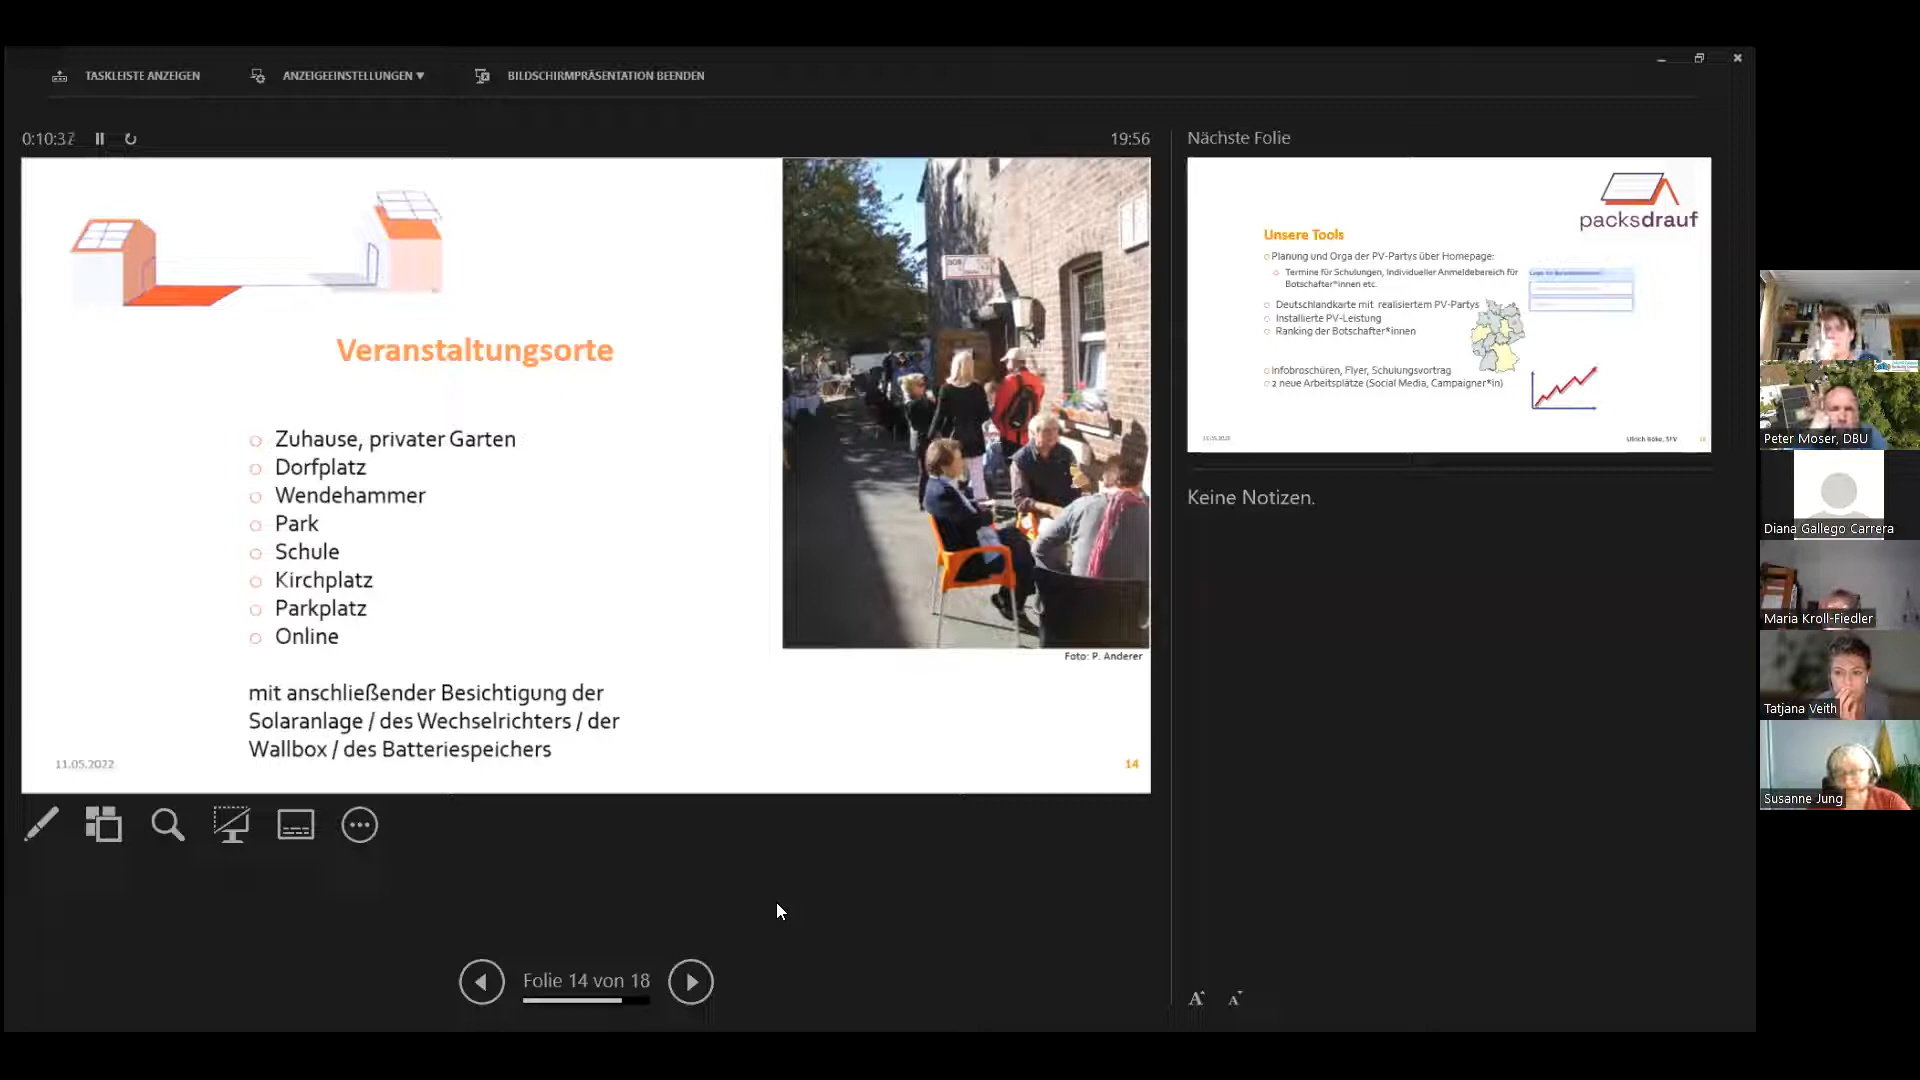 TASKLEISTE ANZEIGEN
ANZEIGEEINSTELLUNGEN ▼
BILDSCHIRMPRÄSENTATION BEENDEN
0:10:37
19:56
Veranstaltungsorte
Zuhause, privater Garten
Dorfplatz
Wendehammer
Park
Schule
Kirchplatz
Parkplatz
Online
mit anschließender Besichtigung der
Solaranlage / des Wechselrichters / der
Wallbox / des Batteriespeichers
Foto: P. Anderer
11.05.2022
14
Folie 14 von 18
Nächste Folie
packsdrauf
Unsere Tools
Planung und Orga der PV-Partys über Homepage:
Termine für Schulungen, Individueller Anmeldebereich für
Botschafter*innen etc.
Deutschlandkarte mit realisiertem PV-Partys
Installierte PV-Leistung
Ranking der Botschafter*innen
Infobroschüren, Flyer, Schulungsvortrag
2 neue Arbeitsplätze (Social Media, Campaigner*in)
11.05.2022
Keine Notizen.
A
A
Peter Moser, DBU
Diana Gallego Carrera
Maria Kroll-Fiedler
Tatjana Veith
Susanne Jung